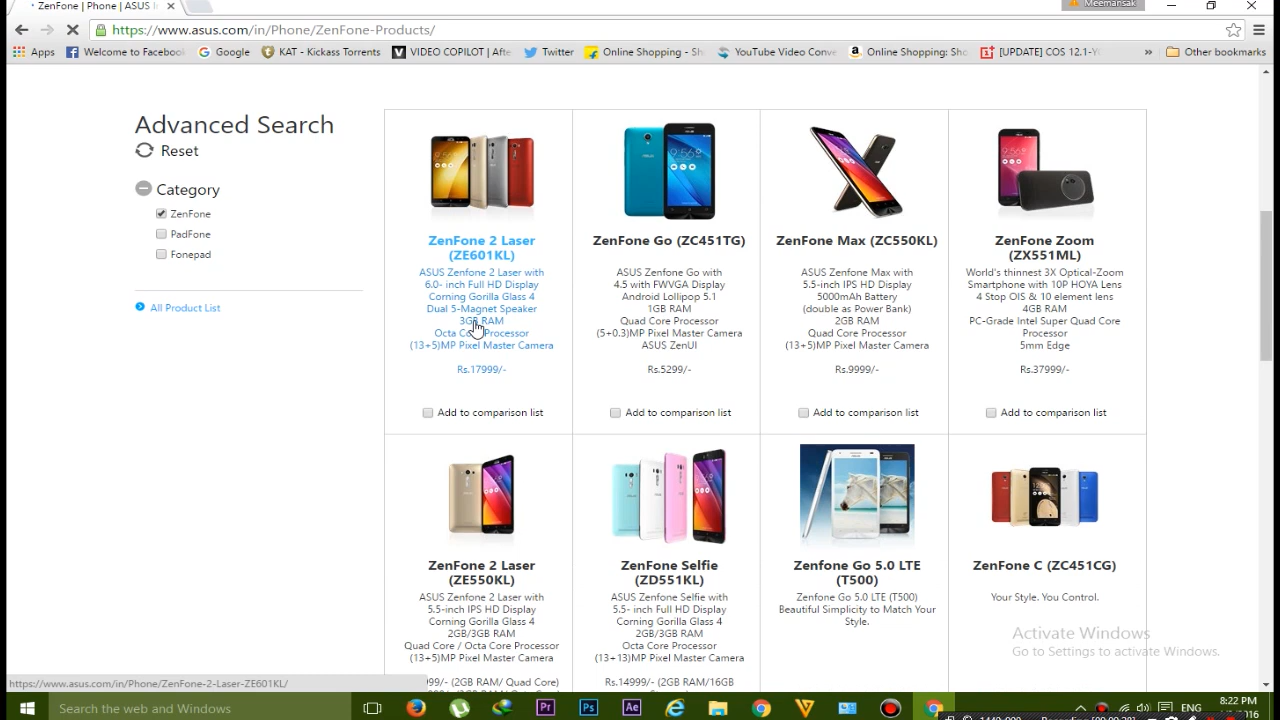 ZenFone | Phone | ASUS I
Meemansak
https://www.asus.com/in/Phone/ZenFone-Products/
Apps
Welcome to Facebook
Google
KAT - Kickass Torrents
VIDEO COPILOT | Afte
Twitter
Online Shopping - Sh
YouTube Video Conve
Online Shopping: Sho
[UPDATE] COS 12.1-Y
»
Other bookmarks
Advanced Search
Reset
Category
ZenFone
PadFone
Fonepad
All Product List
ZenFone 2 Laser
(ZE601KL)
ASUS Zenfone 2 Laser with
6.0- inch Full HD Display
Corning Gorilla Glass 4
Dual 5-Magnet Speaker
3GB RAM
Octa Core Processor
(13+5)MP Pixel Master Camera
Rs.17999/-
Add to comparison list
ZenFone Go (ZC451TG)
ASUS Zenfone Go with
4.5 with FWVGA Display
Android Lollipop 5.1
1GB RAM
Quad Core Processor
(5+0.3)MP Pixel Master Camera
ASUS ZenUI
Rs.5299/-
Add to comparison list
ZenFone Max (ZC550KL)
ASUS Zenfone Max with
5.5-inch IPS HD Display
5000mAh Battery
(double as Power Bank)
2GB RAM
Quad Core Processor
(13+5)MP Pixel Master Camera
Rs.9999/-
Add to comparison list
ZenFone Zoom
(ZX551ML)
World's thinnest 3X Optical-Zoom
Smartphone with 10P HOYA Lens
4 Stop OIS & 10 element lens
4GB RAM
PC-Grade Intel Super Quad Core
Processor
5mm Edge
Rs.37999/-
Add to comparison list
ZenFone 2 Laser
(ZE550KL)
ASUS Zenfone 2 Laser with
5.5-inch IPS HD Display
Corning Gorilla Glass 4
2GB/3GB RAM
Quad Core / Octa Core Processor
(13+5)MP Pixel Master Camera
999/- (2GB RAM/ Quad Core)
ZenFone Selfie
(ZD551KL)
ASUS Zenfone Selfie with
5.5- inch Full HD Display
Corning Gorilla Glass 4
2GB/3GB RAM
Octa Core Processor
(13+13)MP Pixel Master Camera
Rs.14999/- (2GB RAM/16GB
Zenfone Go 5.0 LTE
(T500)
Zenfone Go 5.0 LTE (T500)
Beautiful Simplicity to Match Your
Style.
ZenFone C (ZC451CG)
Your Style. You Control.
Activate Windows
Go to Settings to activate Windows.
https://www.asus.com/in/Phone/ZenFone-2-Laser-ZE601KL/
Search the web and Windows
Pr
Ps
Ae
ENG
8:22 PM